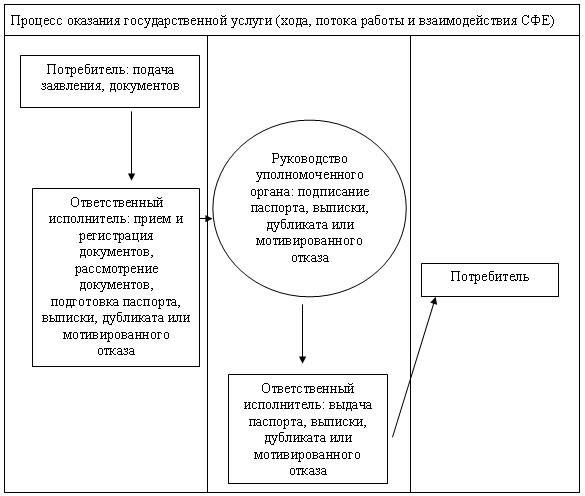 Процесс оказания государственной услуги (хода, потока работы и взаимодействия СФЕ)
Потребитель: подача
заявления, документов
Ответственный
исполнитель: прием и
регистрация
документов,
рассмотрение
документов,
подготовка паспорта,
выписки, дубликата или
мотивированного
отказа
Руководство
уполномоченного
органа: подписание
паспорта, выписки,
дубликата или
мотивированного
отказа
Ответственный
исполнитель: выдача
паспорта, выписки,
дубликата или
мотивированного
отказа
Потребитель